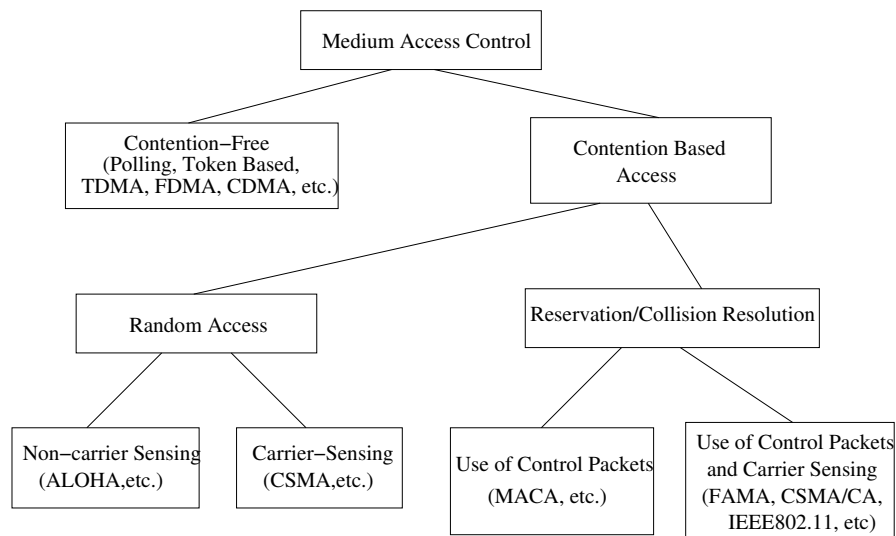 Medium Access Control
Contention−Free
(Polling, Token Based,
TDMA, FDMA, CDMA, etc.)
Contention Based
Access
Random Access
Reservation/Collision Resolution
Non−carrier Sensing
(ALOHA,etc.)
Carrier−Sensing
(CSMA,etc.)
Use of Control Packets
(MACA, etc.)
Use of Control Packets
and Carrier Sensing
(FAMA, CSMA/CA,
IEEE802.11, etc)